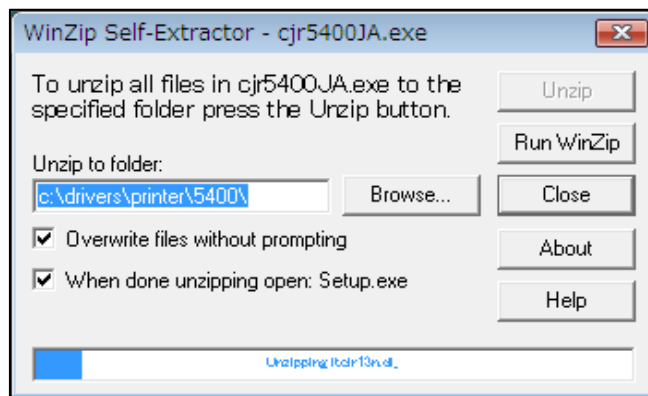 WinZip Self-Extractor - cjr5400JA.exe
To unzip all files in cjr5400JA.exe to the
specified folder press the Unzip button.
Unzip
Run WinZip
Unzip to folder:
c:\drivers\printer\5400\
Browse...
Close
Overwrite files without prompting
About
When done unzipping open: Setup.exe
Help
Unzipping